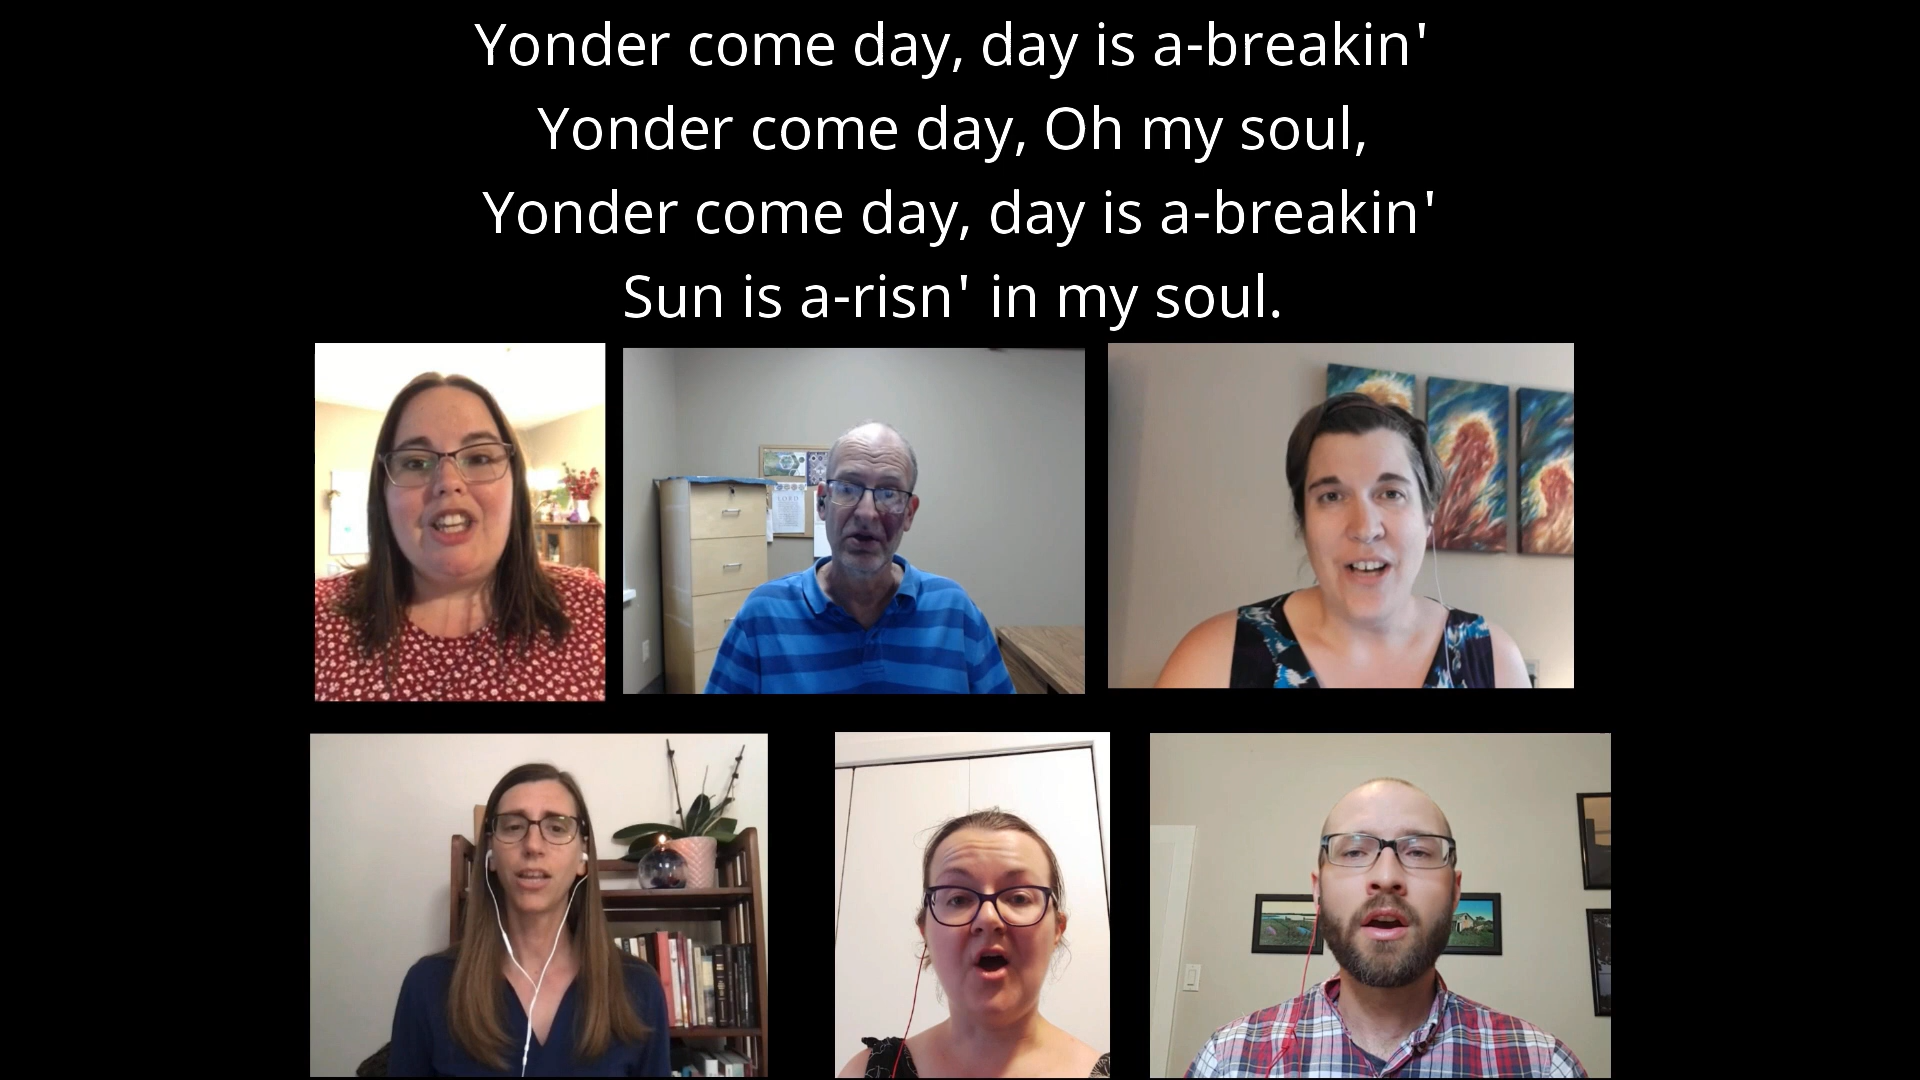 Yonder come day, day is a-breakin'
Yonder come day, Oh my soul,
Yonder come day, day is a-breakin'
Sun is a-risn' in my soul.
LORD